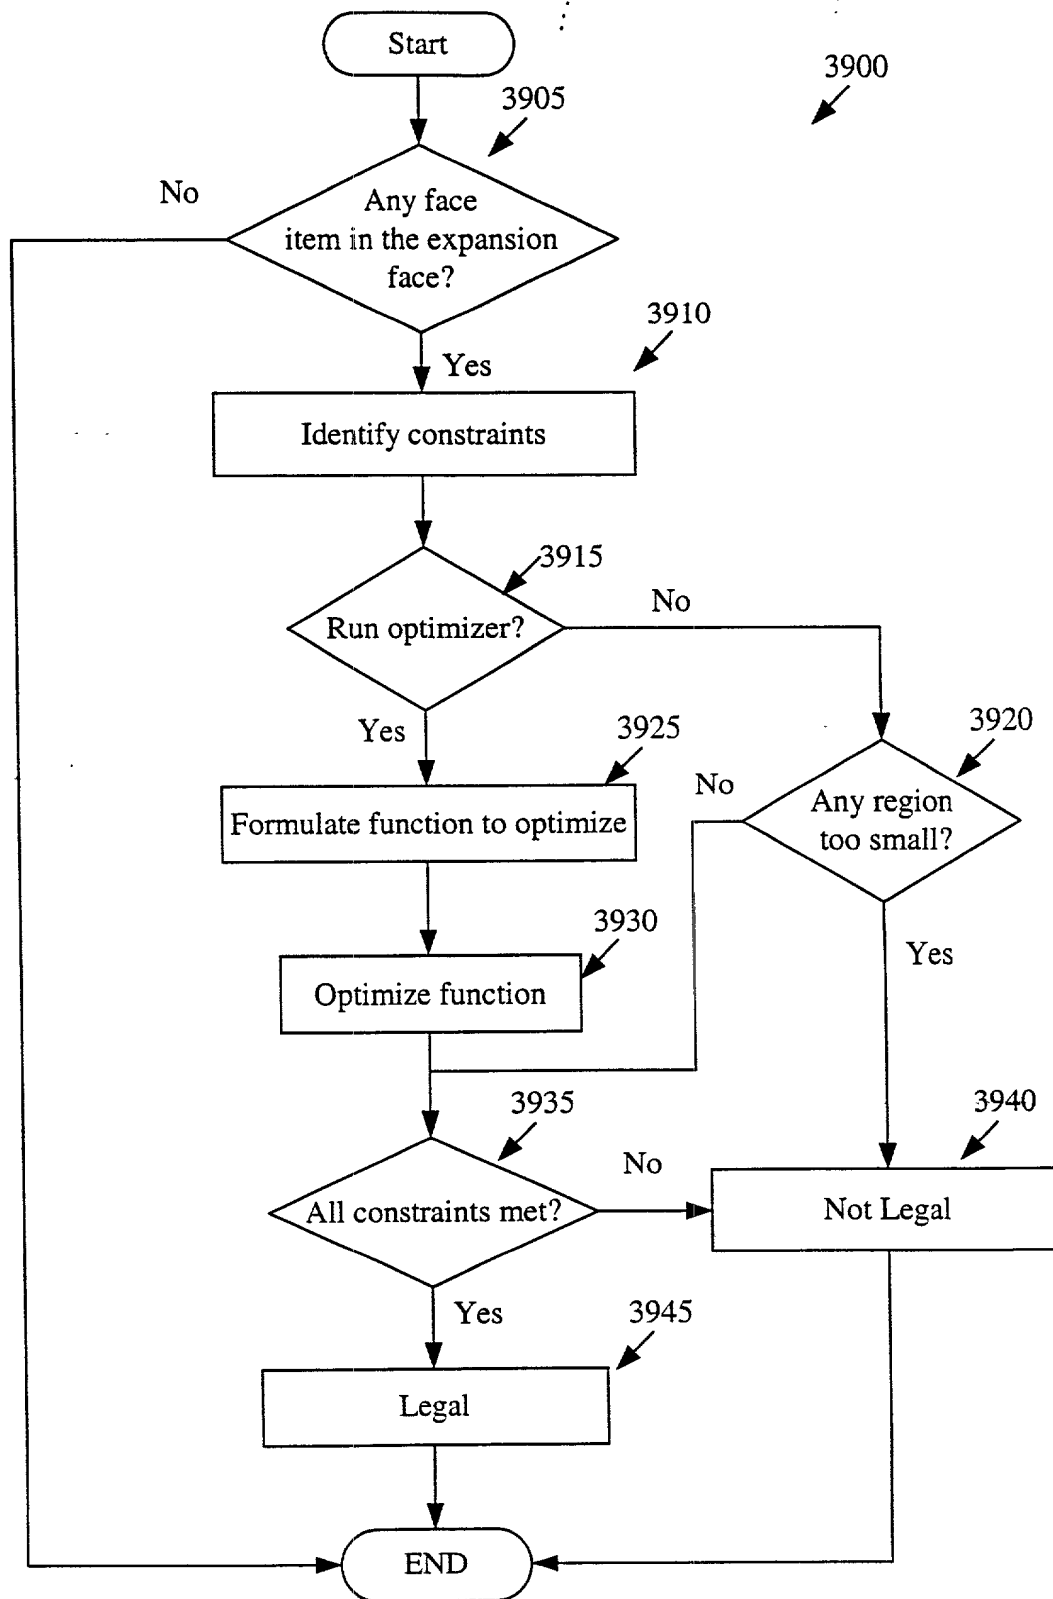 Start
3900
3905
No
Any face
item in the expansion
face?
3910
Yes
Identify constraints
3915
No
Run optimizer?
Yes
3925
3920
No
Any region
too small?
Formulate function to optimize
3930
Yes
Optimize function
3935
3940
No
All constraints met?
Not Legal
Yes
3945
Legal
END